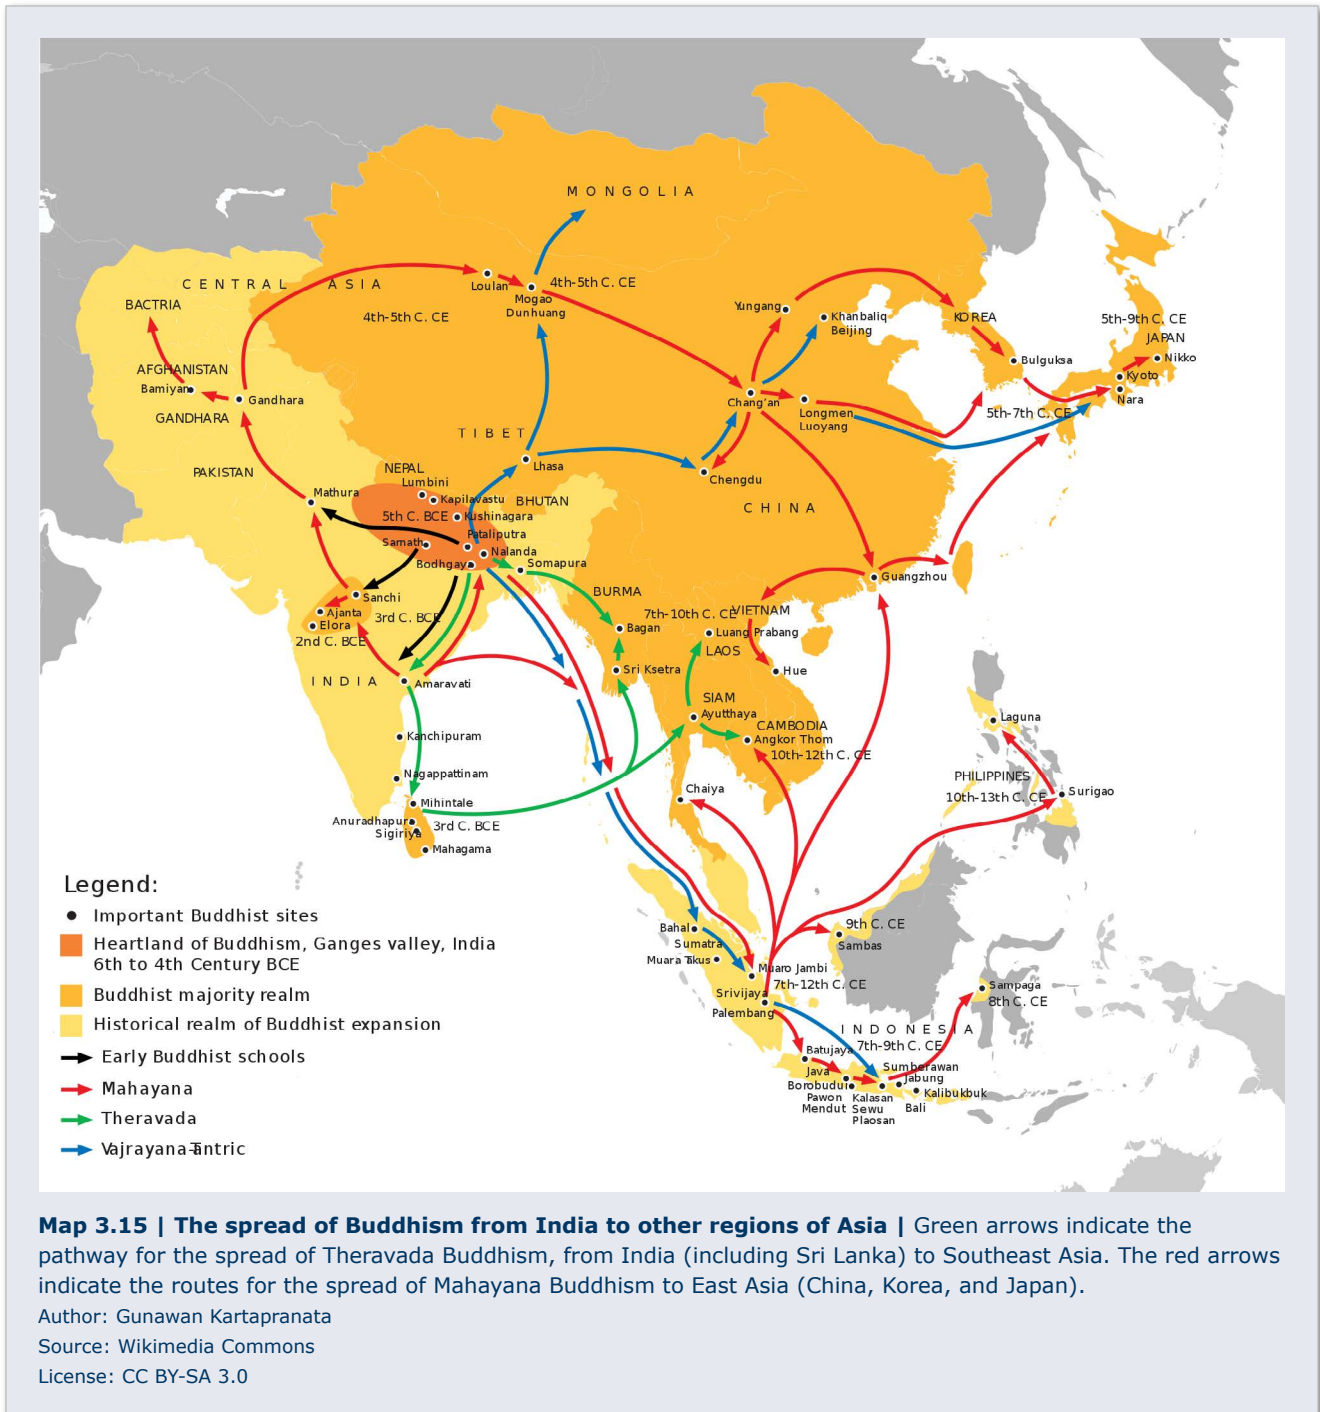 MONGOLIA
CENTRAL ASIA
BACTRIA
4th-5th C. CE
Loulan
Mogao
Dunhuang
4th-5th C. CE
Yungang
Khanbaliq
Beijing
KOREA
5th-9th C. CE
JAPAN
Nikko
Bulguksa
Kyoto
Nara
5th-7th C. CE
AFGHANISTAN
Bamiyan
Gandhara
GANDHARA
Chang'an
Longmen
Luoyang
TIBET
Lhasa
Chengdu
PAKISTAN
NEPAL
Lumbini
Kapilavastu
BHUTAN
Mathura
5th C. BCE
Kushinagara
CHINA
Pataliputra
Sarnath
Nalanda
Bodhgaya
Somapura
Guangzhou
BURMA
Sanchi
Ajanta
3rd C. BCE
Elora
2nd C. BCE
7th-10th C. CE
VIETNAM
Bagan
Luang Prabang
LAOS
Sri Ksetra
Hue
INDIA
Amaravati
SIAM
Ayutthaya
CAMBODIA
Angkor Thom
10th-12th C. CE
Laguna
Kanchipuram
Nagappattinam
PHILIPPINES
10th-13th C. CE
Surigao
Chaiya
Mihintale
Anuradhapura
3rd C. BCE
Sigiriya
Mahagama
Bahal
Sumatra
Muara Takus
Muaro Jambi
7th-12th C. CE
Srivijaya
Palembang
9th C. CE
Sambas
Sampaga
8th C. CE
INDONESIA
7th-9th C. CE
Batujaya
Java
Sumberawan
Jabung
Borobudur
Pawon
Mendut
Kalasan
Sewu
Plaosan
Kalibukbuk
Bali
Legend:
Important Buddhist sites
Heartland of Buddhism, Ganges valley, India
6th to 4th Century BCE
Buddhist majority realm
Historical realm of Buddhist expansion
Early Buddhist schools
Mahayana
Theravada
Vajrayana-Tantric
Map 3.15 | The spread of Buddhism from India to other regions of Asia | Green arrows indicate the
pathway for the spread of Theravada Buddhism, from India (including Sri Lanka) to Southeast Asia. The red arrows
indicate the routes for the spread of Mahayana Buddhism to East Asia (China, Korea, and Japan).
Author: Gunawan Kartapranata
Source: Wikimedia Commons
License: CC BY-SA 3.0